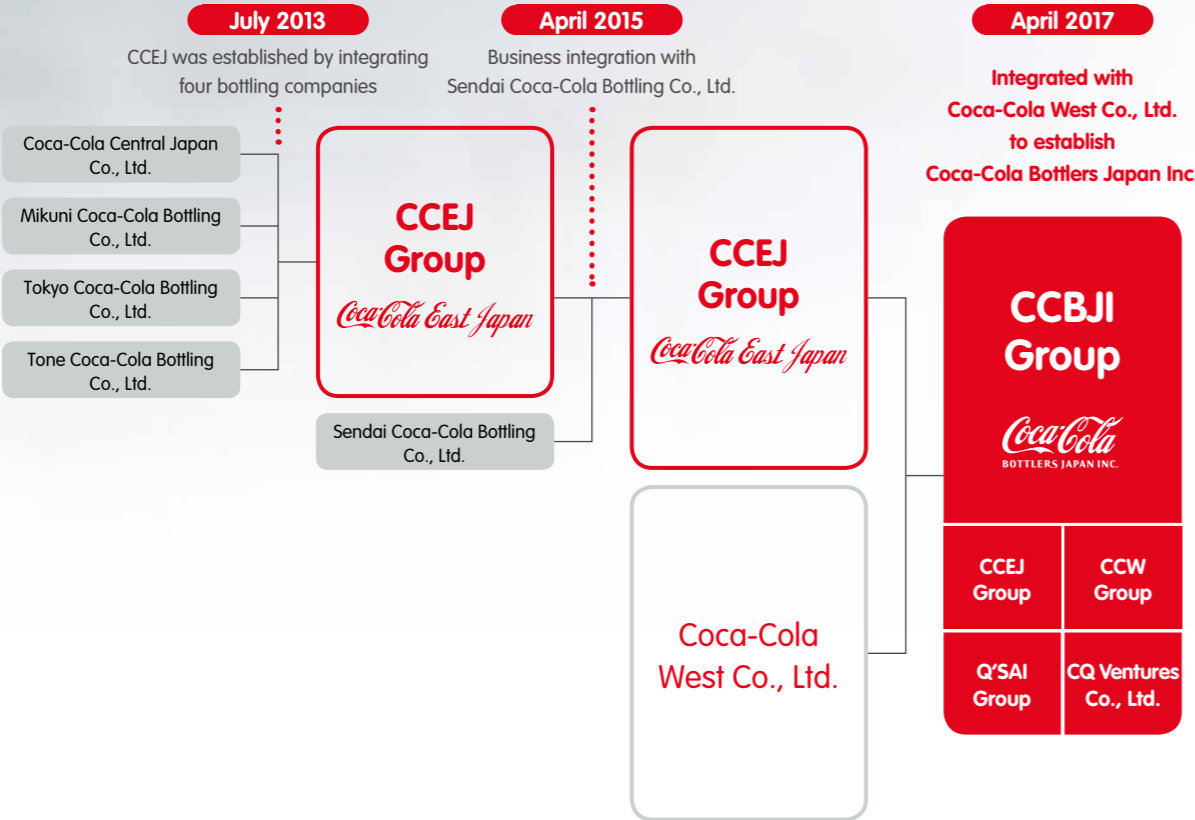 July 2013
CCEJ was established by integrating
four bottling companies
April 2015
Business integration with
Sendai Coca-Cola Bottling Co., Ltd.
April 2017
Integrated with
Coca-Cola West Co., Ltd.
to establish
Coca-Cola Bottlers Japan Inc.
Coca-Cola Central Japan
Co., Ltd.
Mikuni Coca-Cola Bottling
Co., Ltd.
Tokyo Coca-Cola Bottling
Co., Ltd.
Tone Coca-Cola Bottling
Co., Ltd.
CCEJ
Group
Coca-Cola East Japan
Sendai Coca-Cola Bottling
Co., Ltd.
CCEJ
Group
Coca-Cola East Japan
Coca-Cola
West Co., Ltd.
CCBJI
Group
Coca-Cola
BOTTLERS JAPAN INC.
CCEJ
Group
CCW
Group
Q'SAI
Group
CQ Ventures
Co., Ltd.